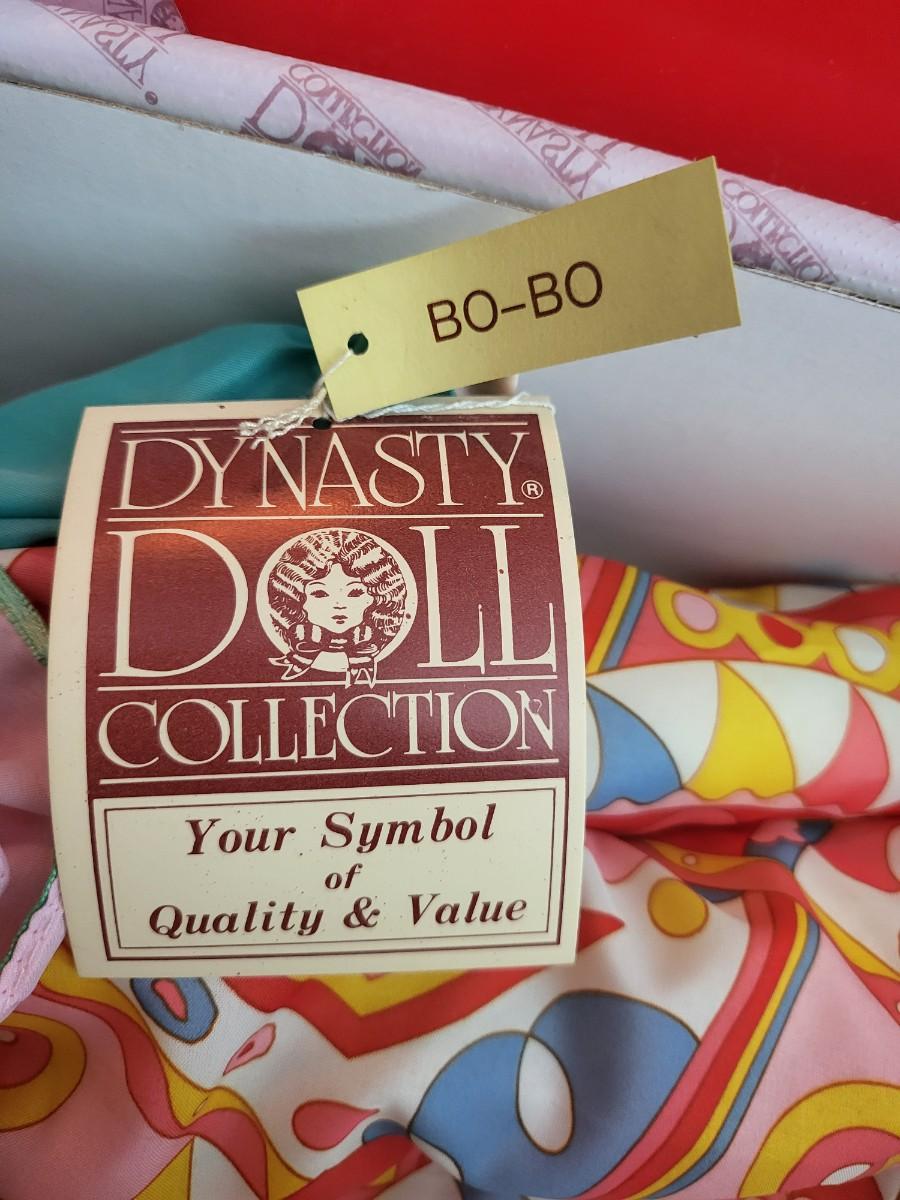 BO-BO
DYNASTY®
DOLL
COLLECTION
Your Symbol
of
Quality & Value